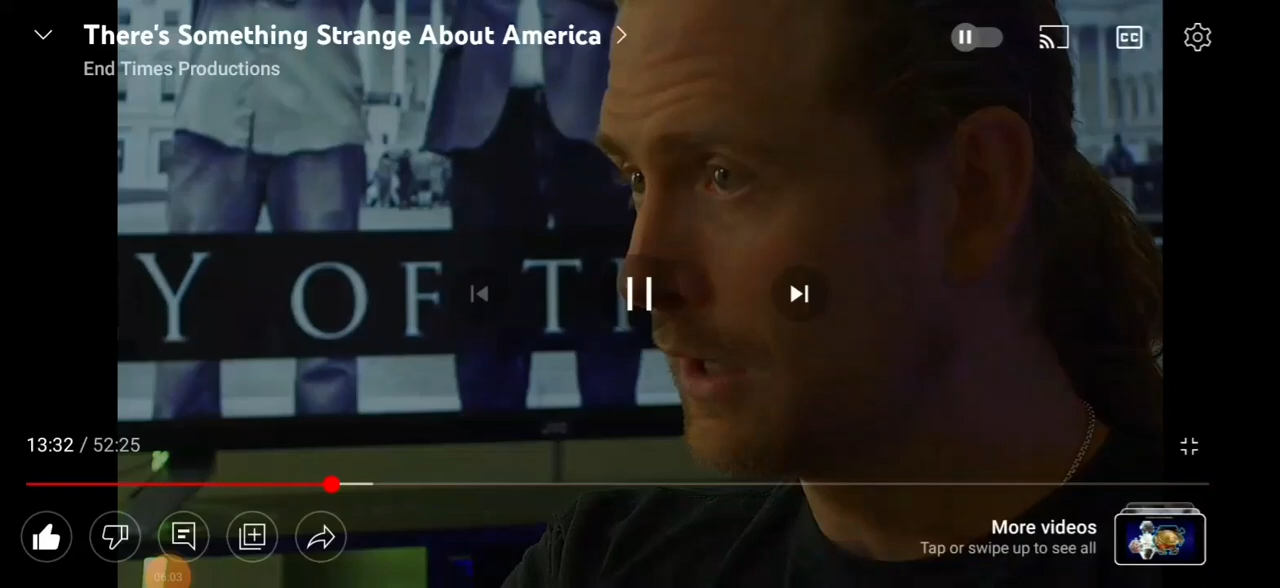 There's Something Strange About America
CC
End Times Productions
Y OF T
13:32 / 52:25
More videos
Tap or swipe up to see all
06:03